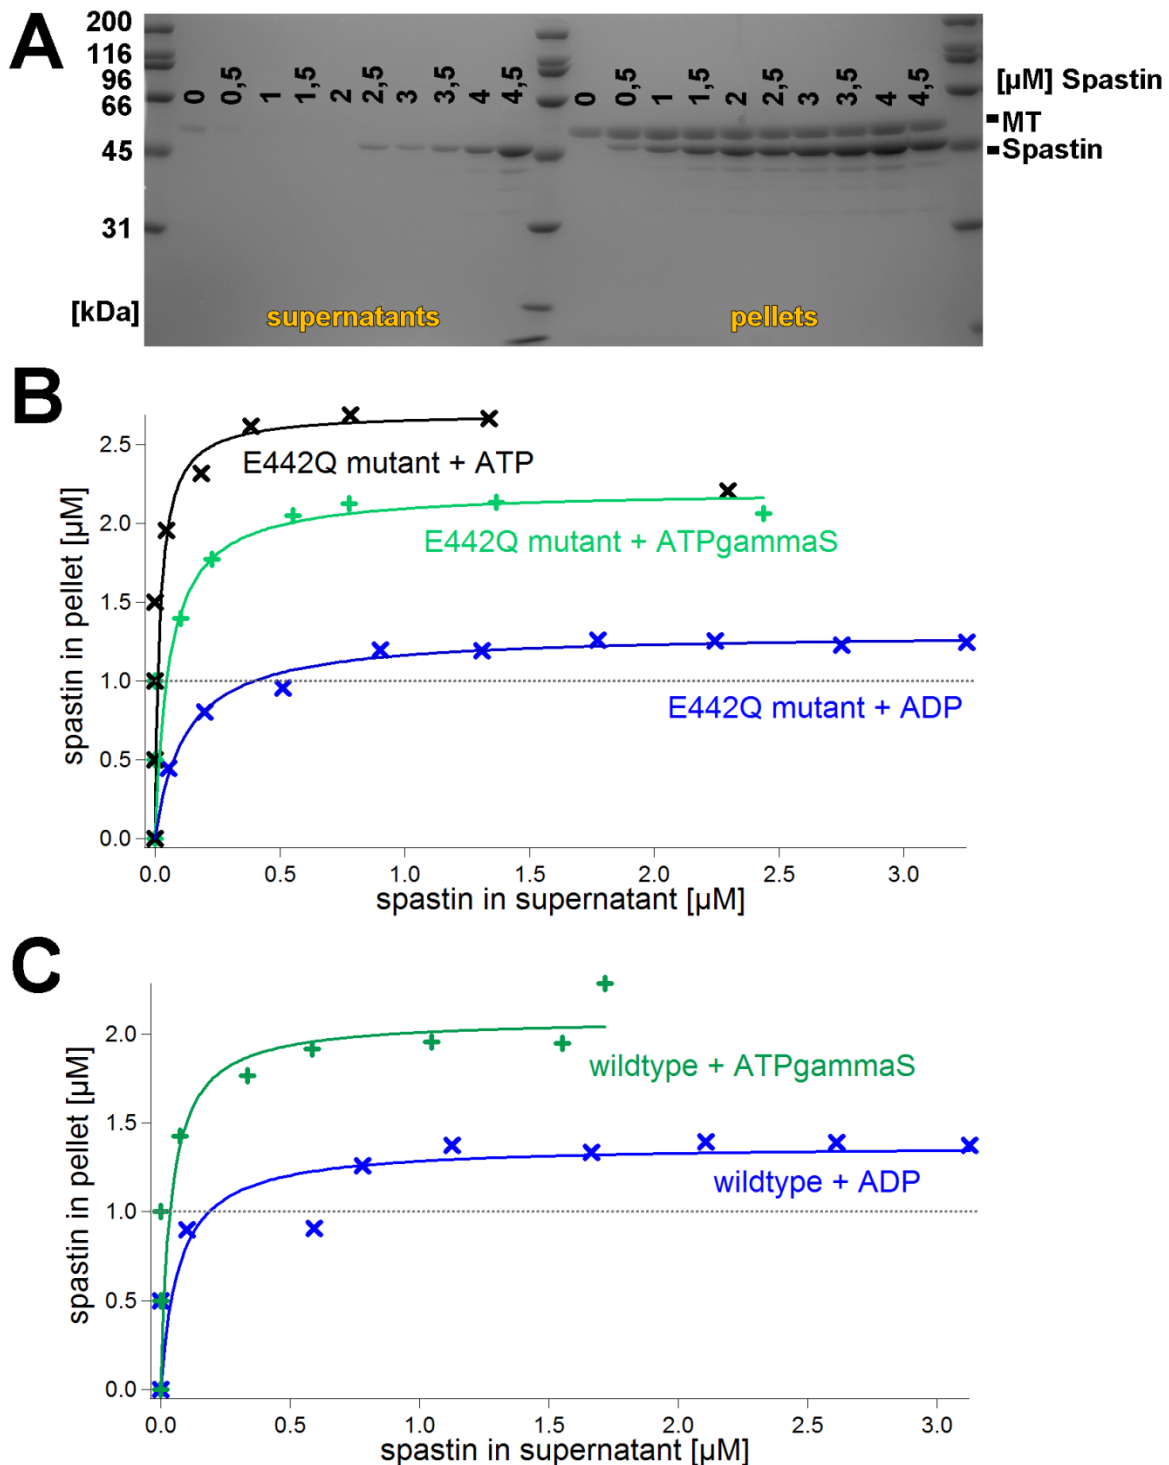 A
200
116
96
66
45
31
[kDa]
0 0,5 1 1,5 2 2,5 3 3,5 4 4,5
0 0,5 1 1,5 2 2,5 3 3,5 4 4,5
[µM] Spastin
MT
Spastin
supernatants
pellets
B
spastin in pellet [µM]
2.5
2.0
1.5
1.0
0.5
0.0
E442Q mutant + ATP
E442Q mutant + ATPgammaS
E442Q mutant + ADP
0.0 0.5 1.0 1.5 2.0 2.5 3.0
spastin in supernatant [µM]
C
spastin in pellet [µM]
2.0
1.5
1.0
0.5
0.0
wildtype + ATPgammaS
wildtype + ADP
0.0 0.5 1.0 1.5 2.0 2.5 3.0
spastin in supernatant [µM]